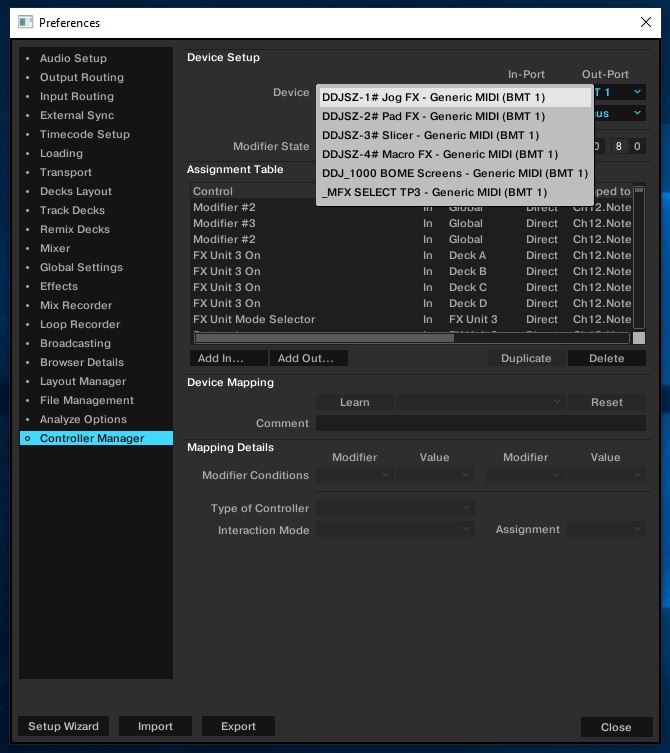 Preferences
Audio Setup
Output Routing
Input Routing
External Sync
Timecode Setup
Loading
Transport
Decks Layout
Track Decks
Remix Decks
Mixer
Global Settings
Effects
Mix Recorder
Loop Recorder
Broadcasting
Browser Details
Layout Manager
File Management
Analyze Options
Controller Manager
Device Setup
In-Port Out-Port
Device
DDJSZ-1# Jog FX - Generic MIDI (BMT 1)
DDJSZ-2# Pad FX - Generic MIDI (BMT 1)
DDJSZ-3# Slicer - Generic MIDI (BMT 1)
DDJSZ-4# Macro FX - Generic MIDI (BMT 1)
DDJ_1000 BOME Screens - Generic MIDI (BMT 1)
_MFX SELECT TP3 - Generic MIDI (BMT 1)
T 1
cus
Modifier State
0 8 0
Assignment Table
Control pped to
Modifier #2 In Global Direct Ch12.Note
Modifier #3 In Global Direct Ch12.Note
Modifier #2 In Global Direct Ch12.Note
FX Unit 3 On In Deck A Direct Ch12.Note
FX Unit 3 On In Deck B Direct Ch12.Note
FX Unit 3 On In Deck C Direct Ch12.Note
FX Unit 3 On In Deck D Direct Ch12.Note
FX Unit Mode Selector In FX Unit 3 Direct Ch12.Note
Add In... Add Out... Duplicate Delete
Device Mapping
Learn Reset
Comment
Mapping Details
Modifier Value Modifier Value
Modifier Conditions
Type of Controller
Interaction Mode Assignment
Setup Wizard Import Export Close